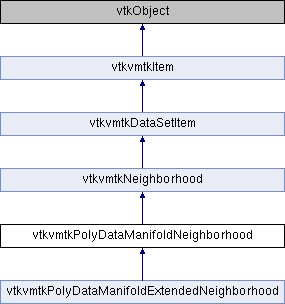 vtkObject
vtkvmtkItem
vtkvmtkDataSetItem
vtkvmtkNeighborhood
vtkvmtkPolyDataManifoldNeighborhood
vtkvmtkPolyDataManifoldExtendedNeighborhood